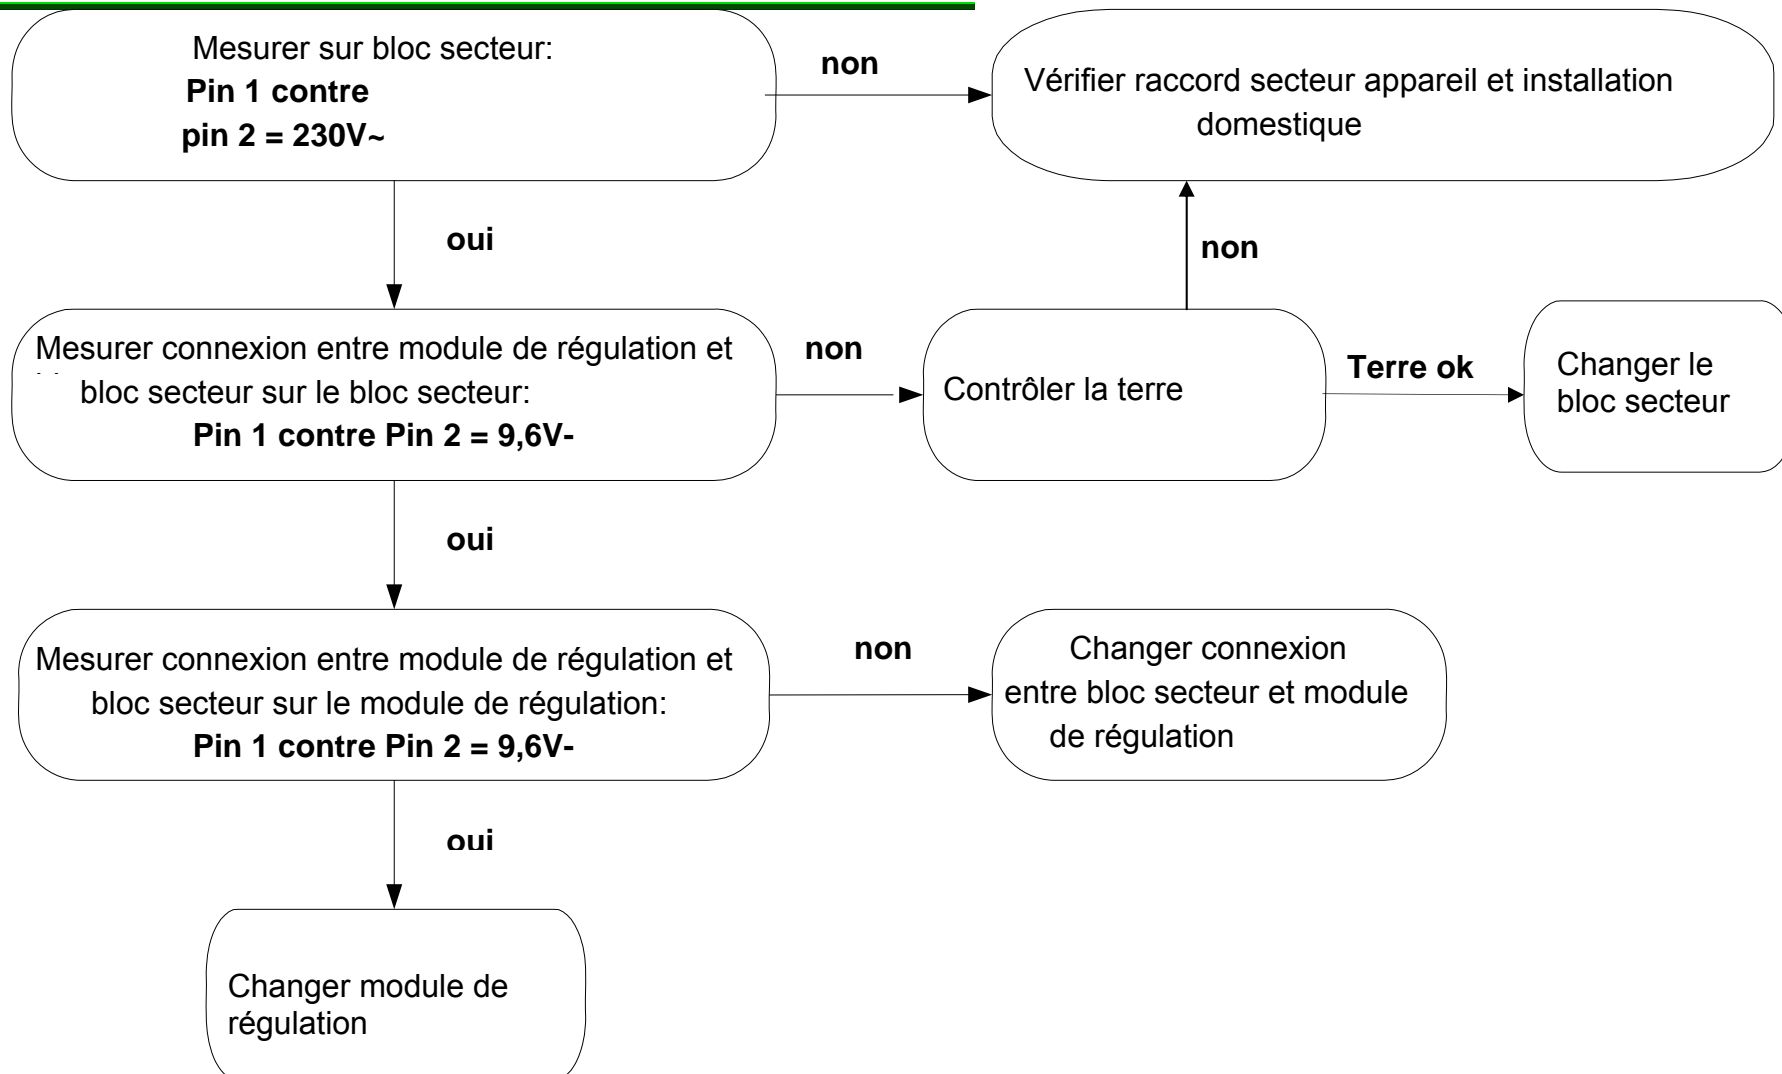 Mesurer sur bloc secteur:
Pin 1 contre
pin 2 = 230V~
non
Vérifier raccord secteur appareil et installation
domestique
oui
non
Mesurer connexion entre module de régulation et
bloc secteur sur le bloc secteur:
Pin 1 contre Pin 2 = 9,6V-
non
Contrôler la terre
Terre ok
Changer le
bloc secteur
oui
Mesurer connexion entre module de régulation et
bloc secteur sur le module de régulation:
Pin 1 contre Pin 2 = 9,6V-
non
Changer connexion
entre bloc secteur et module
de régulation
oui
Changer module de
régulation